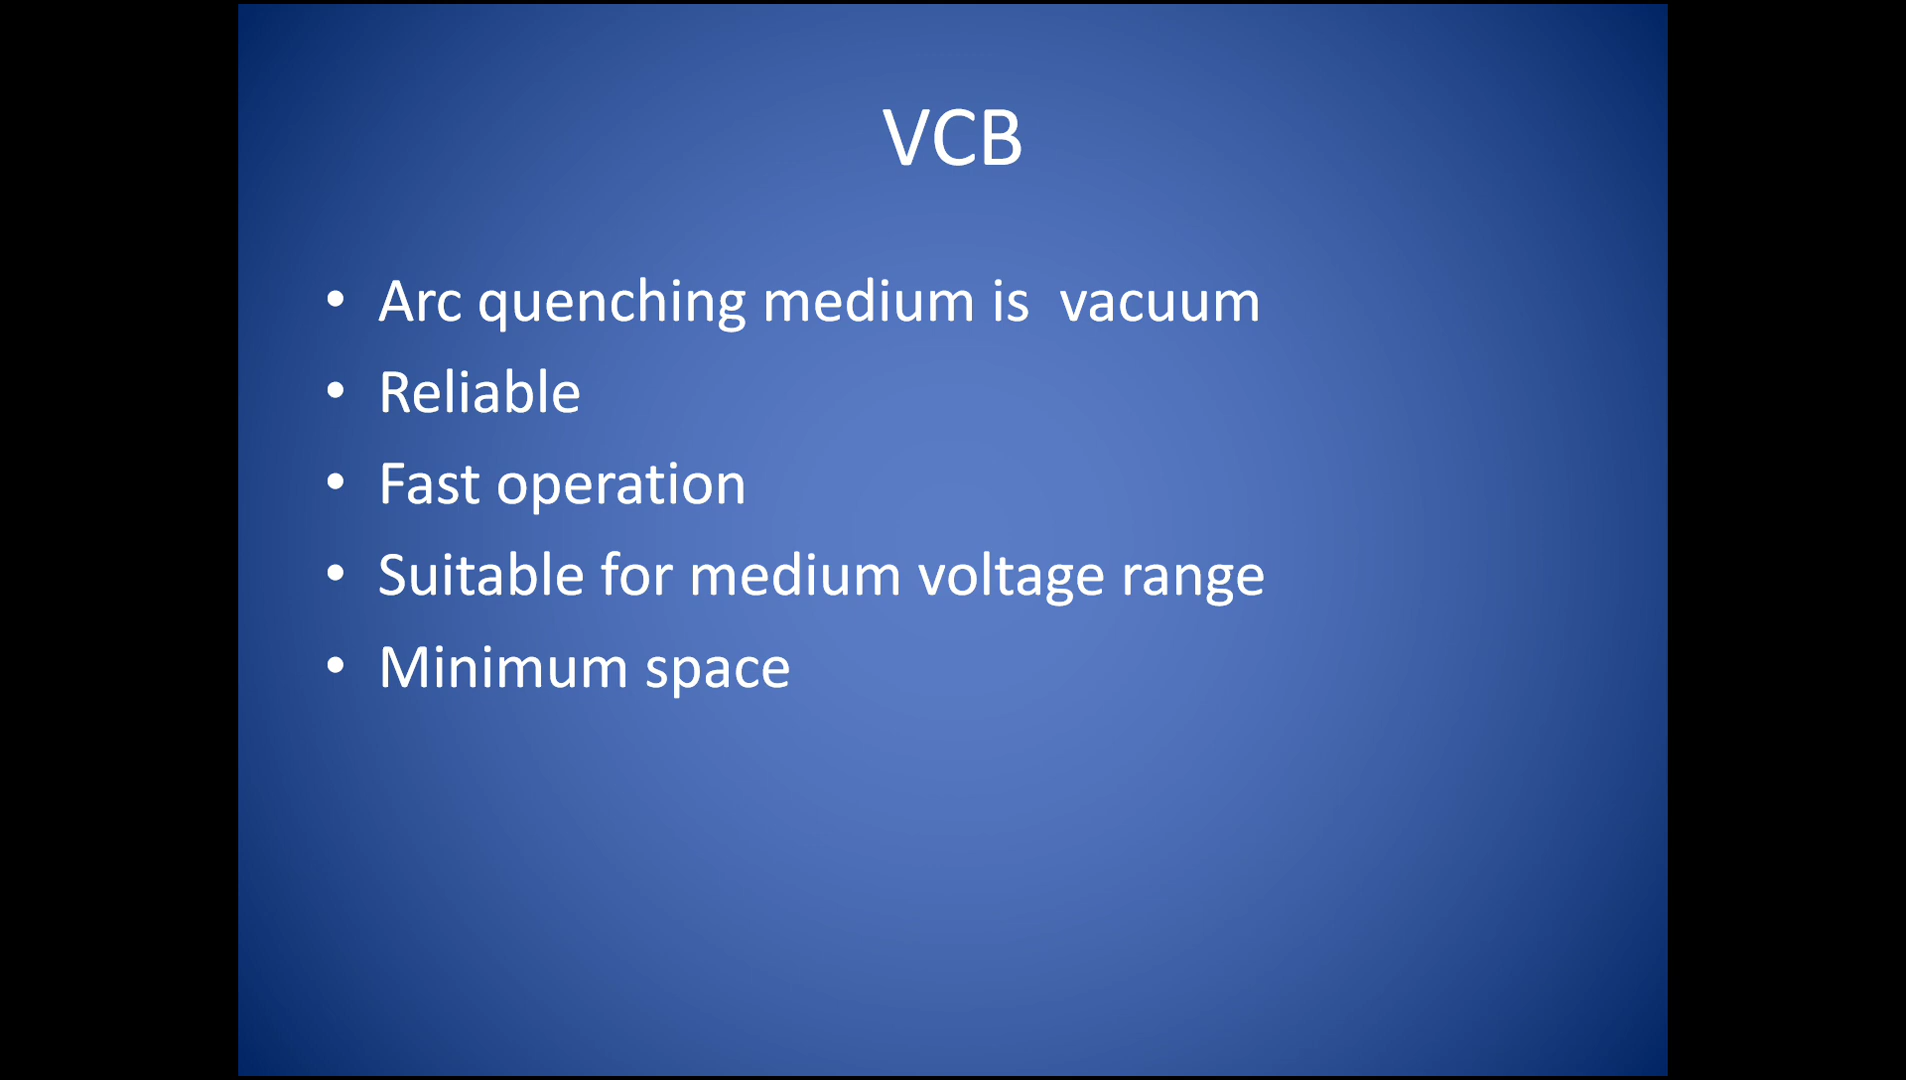 VCB
• Arc quenching medium is  vacuum
• Reliable
• Fast operation
• Suitable for medium voltage range
• Minimum space